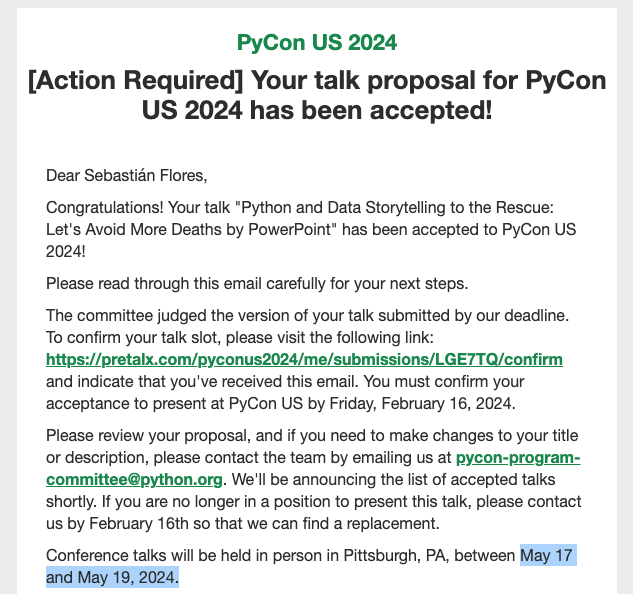 PyCon US 2024
[Action Required] Your talk proposal for PyCon
US 2024 has been accepted!
Dear Sebastián Flores,
Congratulations! Your talk "Python and Data Storytelling to the Rescue:
Let's Avoid More Deaths by PowerPoint" has been accepted to PyCon US
2024!
Please read through this email carefully for your next steps.
The committee judged the version of your talk submitted by our deadline.
To confirm your talk slot, please visit the following link:
https://pretalx.com/pyconus2024/me/submissions/LGE7TQ/confirm
and indicate that you've received this email. You must confirm your
acceptance to present at PyCon US by Friday, February 16, 2024.
Please review your proposal, and if you need to make changes to your title
or description, please contact the team by emailing us at pycon-program-
committee@python.org. We'll be announcing the list of accepted talks
shortly. If you are no longer in a position to present this talk, please contact
us by February 16th so that we can find a replacement.
Conference talks will be held in person in Pittsburgh, PA, between May 17
and May 19, 2024.